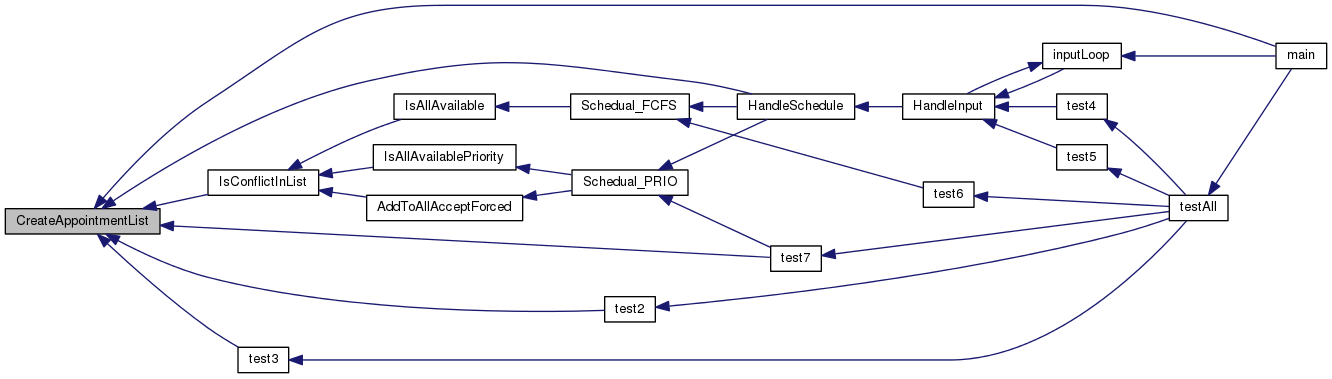 main
inputLoop
IsAllAvailable
Schedual_FCFS
HandleSchedule
HandleInput
test4
IsAllAvailablePriority
test5
IsConflictInList
Schedual_PRIO
test6
AddToAllAcceptForced
testAll
CreateAppointmentList
test7
test2
test3